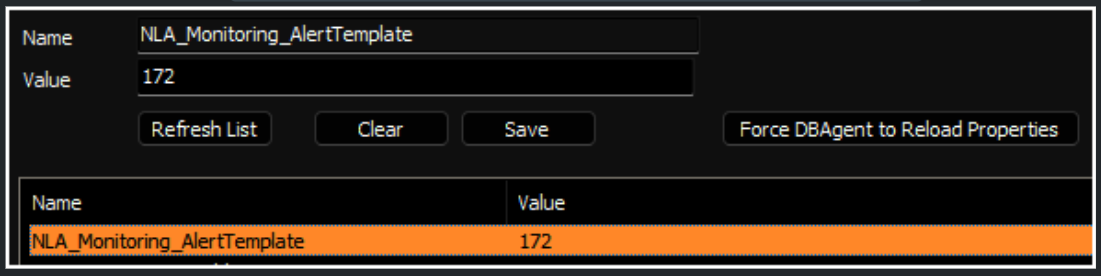 Name NLA_Monitoring_AlertTemplate
Value 172
Refresh List Clear Save Force DBAgent to Reload Properties
Name Value
NLA_Monitoring_AlertTemplate 172